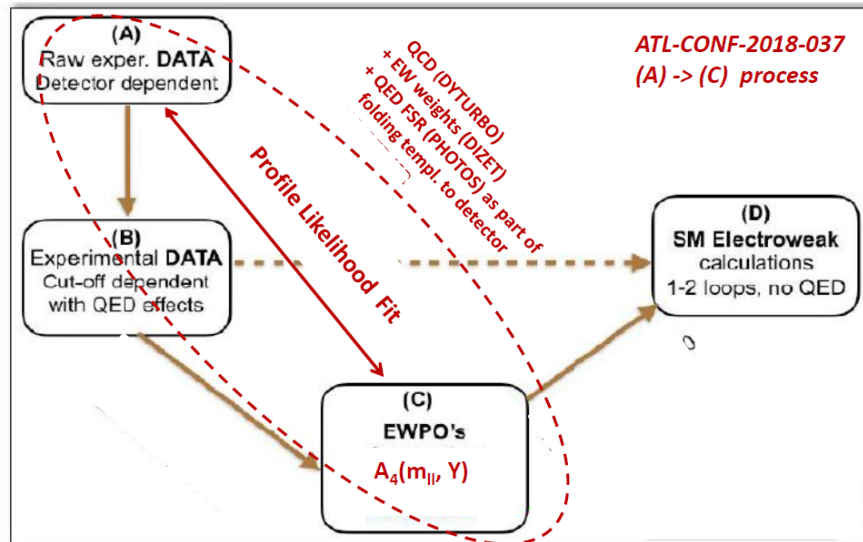 (A)
Raw exper. DATA
Detector dependent
QCD (DYTURBO)
+ EW weights (DIZET)
+ QED FSR (PHOTOS) as part of
folding templ. to detector
ATL-CONF-2018-037
(A) -> (C) process
Profile Likelihood Fit
(B)
Experimental DATA
Cut-off dependent
with QED effects
(D)
SM Electroweak
calculations
1-2 loops, no QED
(C)
EWPO's
A₄(mₗₗ, Y)